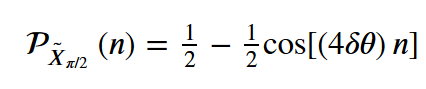 𝒫_{X̃_{π/2}} (n) = 1/2 − 1/2 cos[(4δθ) n]